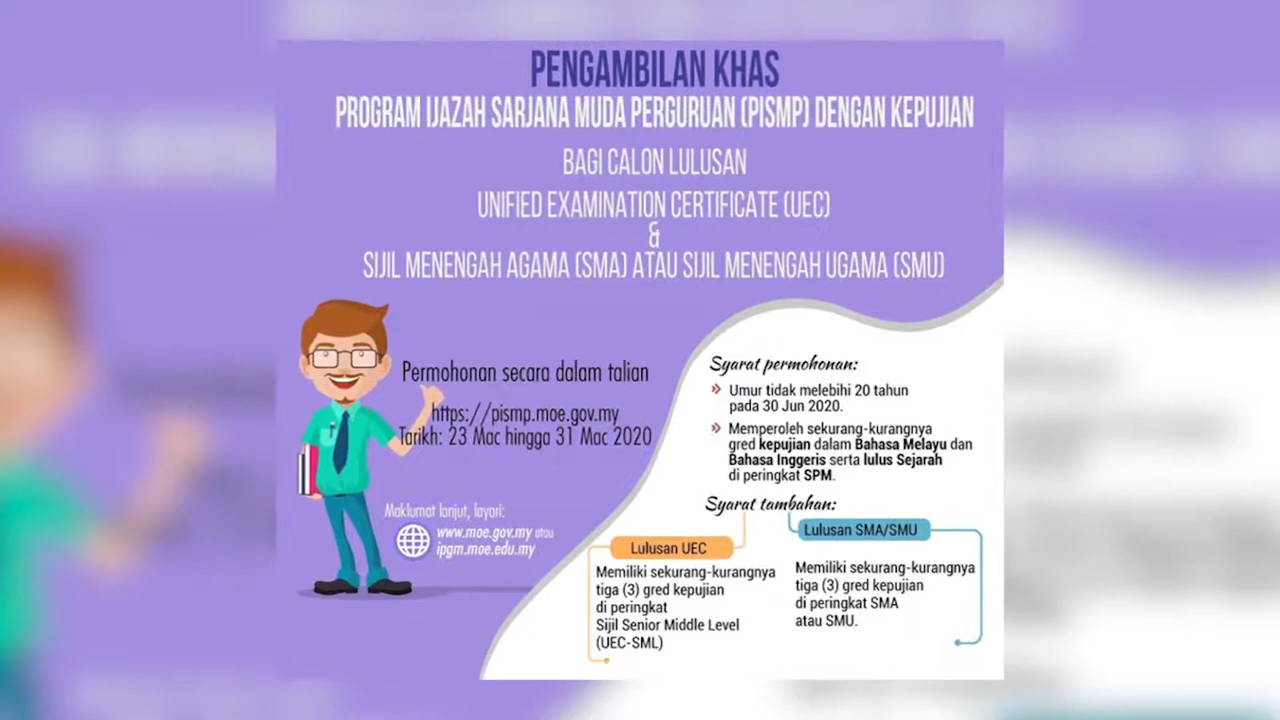 PENGAMBILAN KHAS
PROGRAM IJAZAH SARJANA MUDA PERGURUAN (PISMP) DENGAN KEPUJIAN
BAGI CALON LULUSAN
UNIFIED EXAMINATION CERTIFICATE (UEC)
&
SIJIL MENENGAH AGAMA (SMA) ATAU SIJIL MENENGAH UGAMA (SMU)
Permohonan secara dalam talian
https://pismp.moe.gov.my
Tarikh: 23 Mac hingga 31 Mac 2020
Maklumat lanjut, layari:
www.moe.gov.my atau
ipgm.moe.edu.my
Syarat permohonan:
Umur tidak melebihi 20 tahun
pada 30 Jun 2020.
Memperoleh sekurang-kurangnya
gred kepujian dalam Bahasa Melayu dan
Bahasa Inggeris serta lulus Sejarah
di peringkat SPM.
Syarat tambahan:
Lulusan UEC
Memiliki sekurang-kurangnya
tiga (3) gred kepujian
di peringkat
Sijil Senior Middle Level
(UEC-SML)
Lulusan SMA/SMU
Memiliki sekurang-kurangnya
tiga (3) gred kepujian
di peringkat SMA
atau SMU.